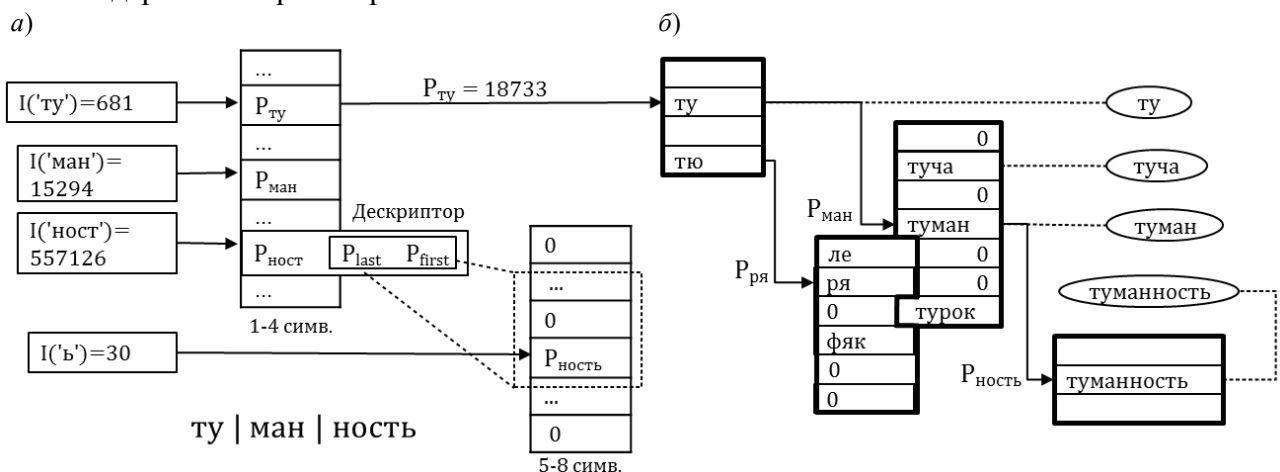 а)
б)
I('ту')=681
I('ман')=
15294
I('ност')=
557126
I('ь')=30
...
Pту
...
Pман
...
Pност
...
1-4 симв.
Pту = 18733
Дескриптор
Plast Pfirst
0
...
0
Pность
...
0
5-8 симв.
ту | ман | ность
ту
тю
Pман
Pря
0
туча
0
туман
0
0
турок
ле
ря
0
фяк
0
0
Pность
туманность
ту
туча
туман
туманность